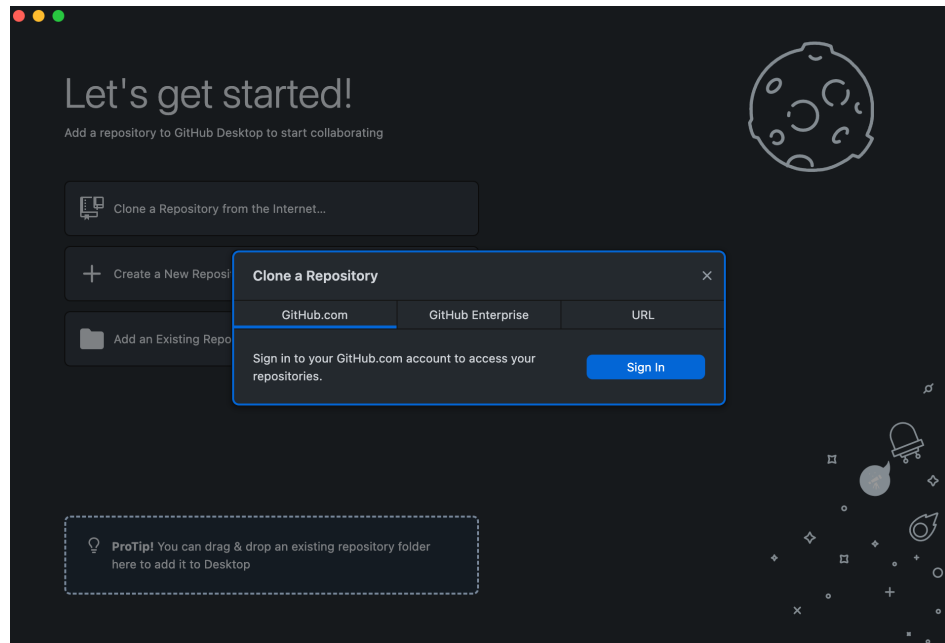 Let's get started!
Add a repository to GitHub Desktop to start collaborating
Clone a Repository from the Internet...
Create a New Reposi
Add an Existing Repo
Clone a Repository
GitHub.com
GitHub Enterprise
URL
Sign in to your GitHub.com account to access your
repositories.
Sign In
ProTip! You can drag & drop an existing repository folder
here to add it to Desktop